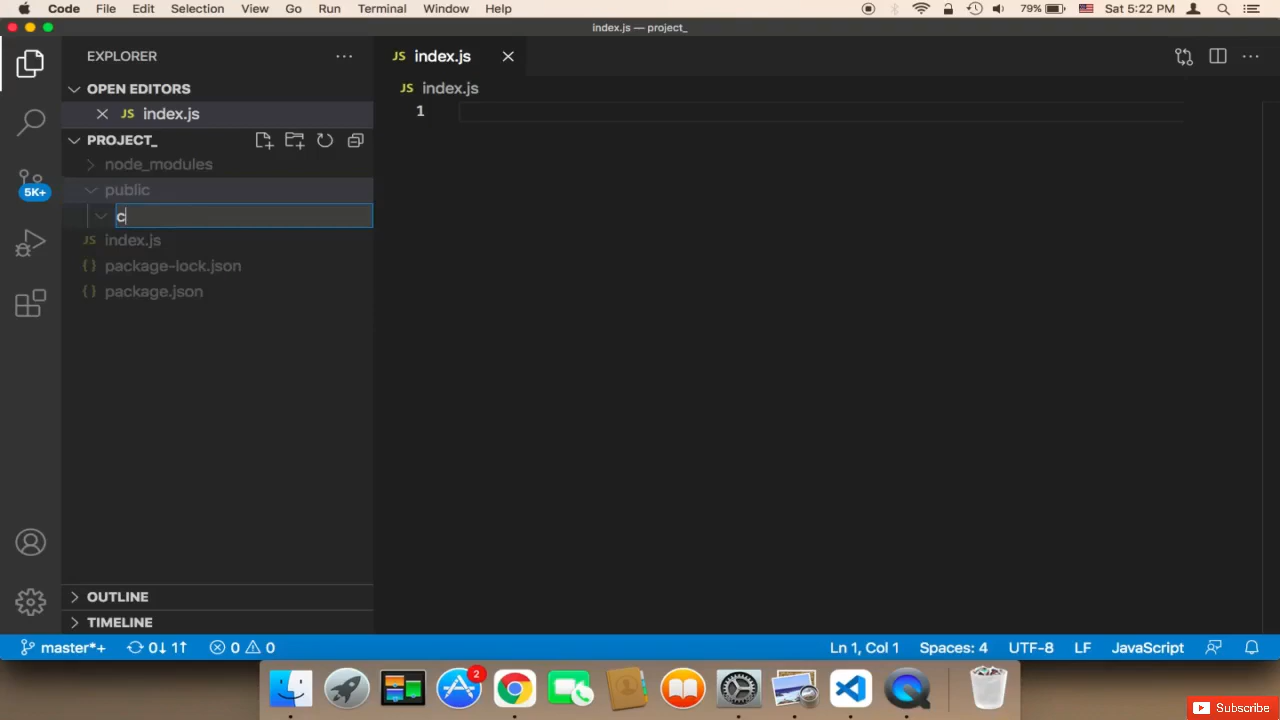 Code File Edit Selection View Go Run Terminal Window Help 79% Sat 5:22 PM
index.js — project_
EXPLORER
JS index.js
OPEN EDITORS
JS index.js
JS index.js
1
PROJECT_
node_modules
public
5K+
c
JS index.js
{} package-lock.json
{} package.json
OUTLINE
TIMELINE
master*+ 0↓ 1↑ 0 0 Ln 1, Col 1 Spaces: 4 UTF-8 LF JavaScript
2
Subscribe